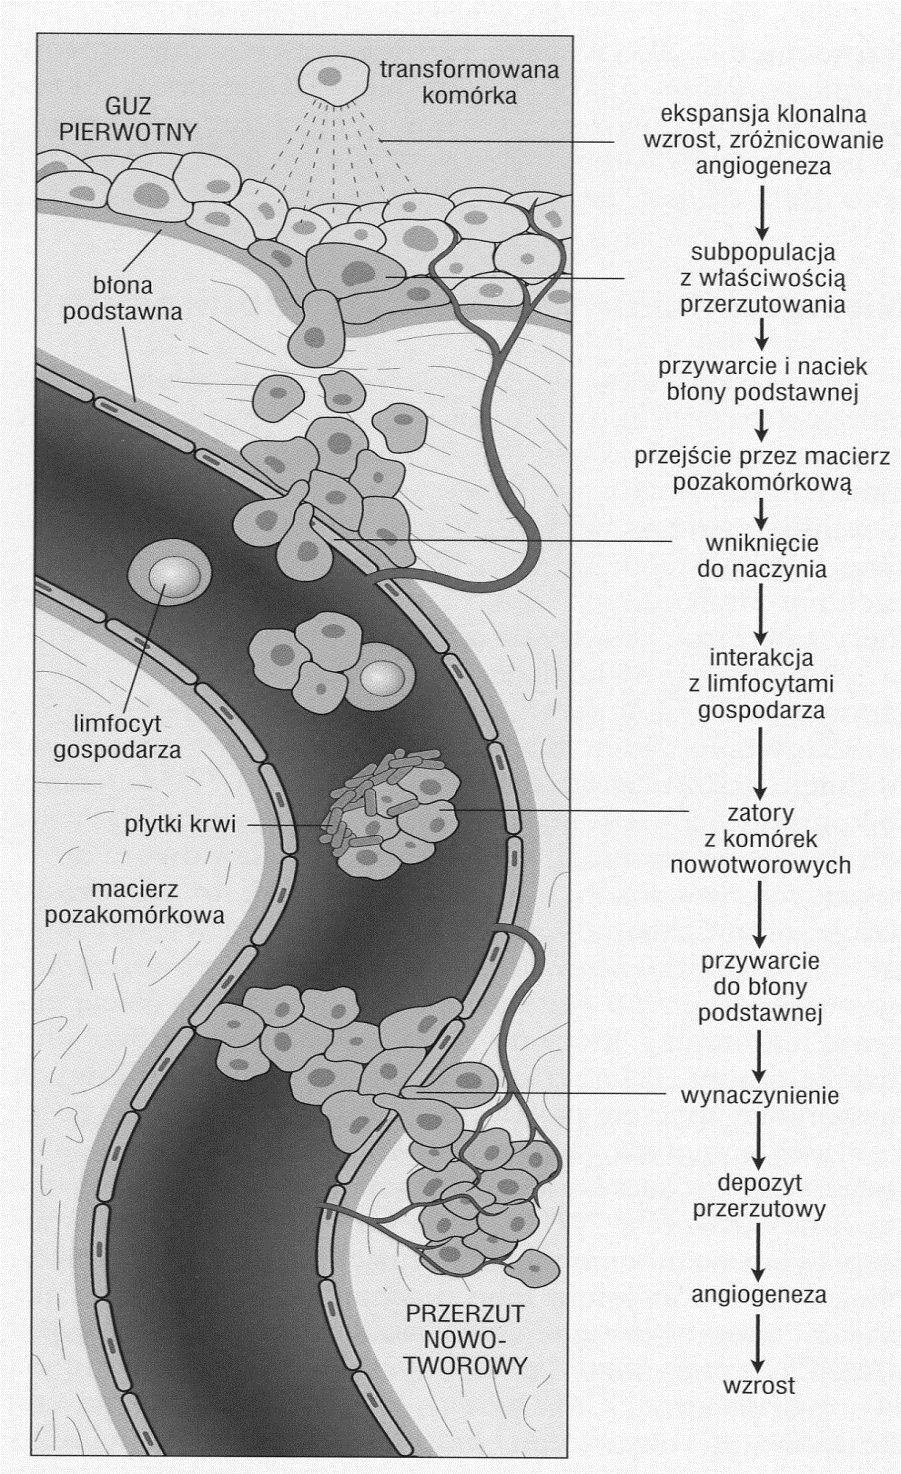 transformowana
komórka
GUZ
PIERWOTNY
błona
podstawna
limfocyt
gospodarza
płytki krwi
macierz
pozakomórkowa
PRZERZUT
NOWO-
TWOROWY
ekspansja klonalna
wzrost, zróżnicowanie
angiogeneza
subpopulacja
z właściwością
przerzutowania
przywarcie i naciek
błony podstawnej
przejście przez macierz
pozakomórkową
wniknięcie
do naczynia
interakcja
z limfocytami
gospodarza
zatory
z komórek
nowotworowych
przywarcie
do błony
podstawnej
wynaczynienie
depozyt
przerzutowy
angiogeneza
wzrost